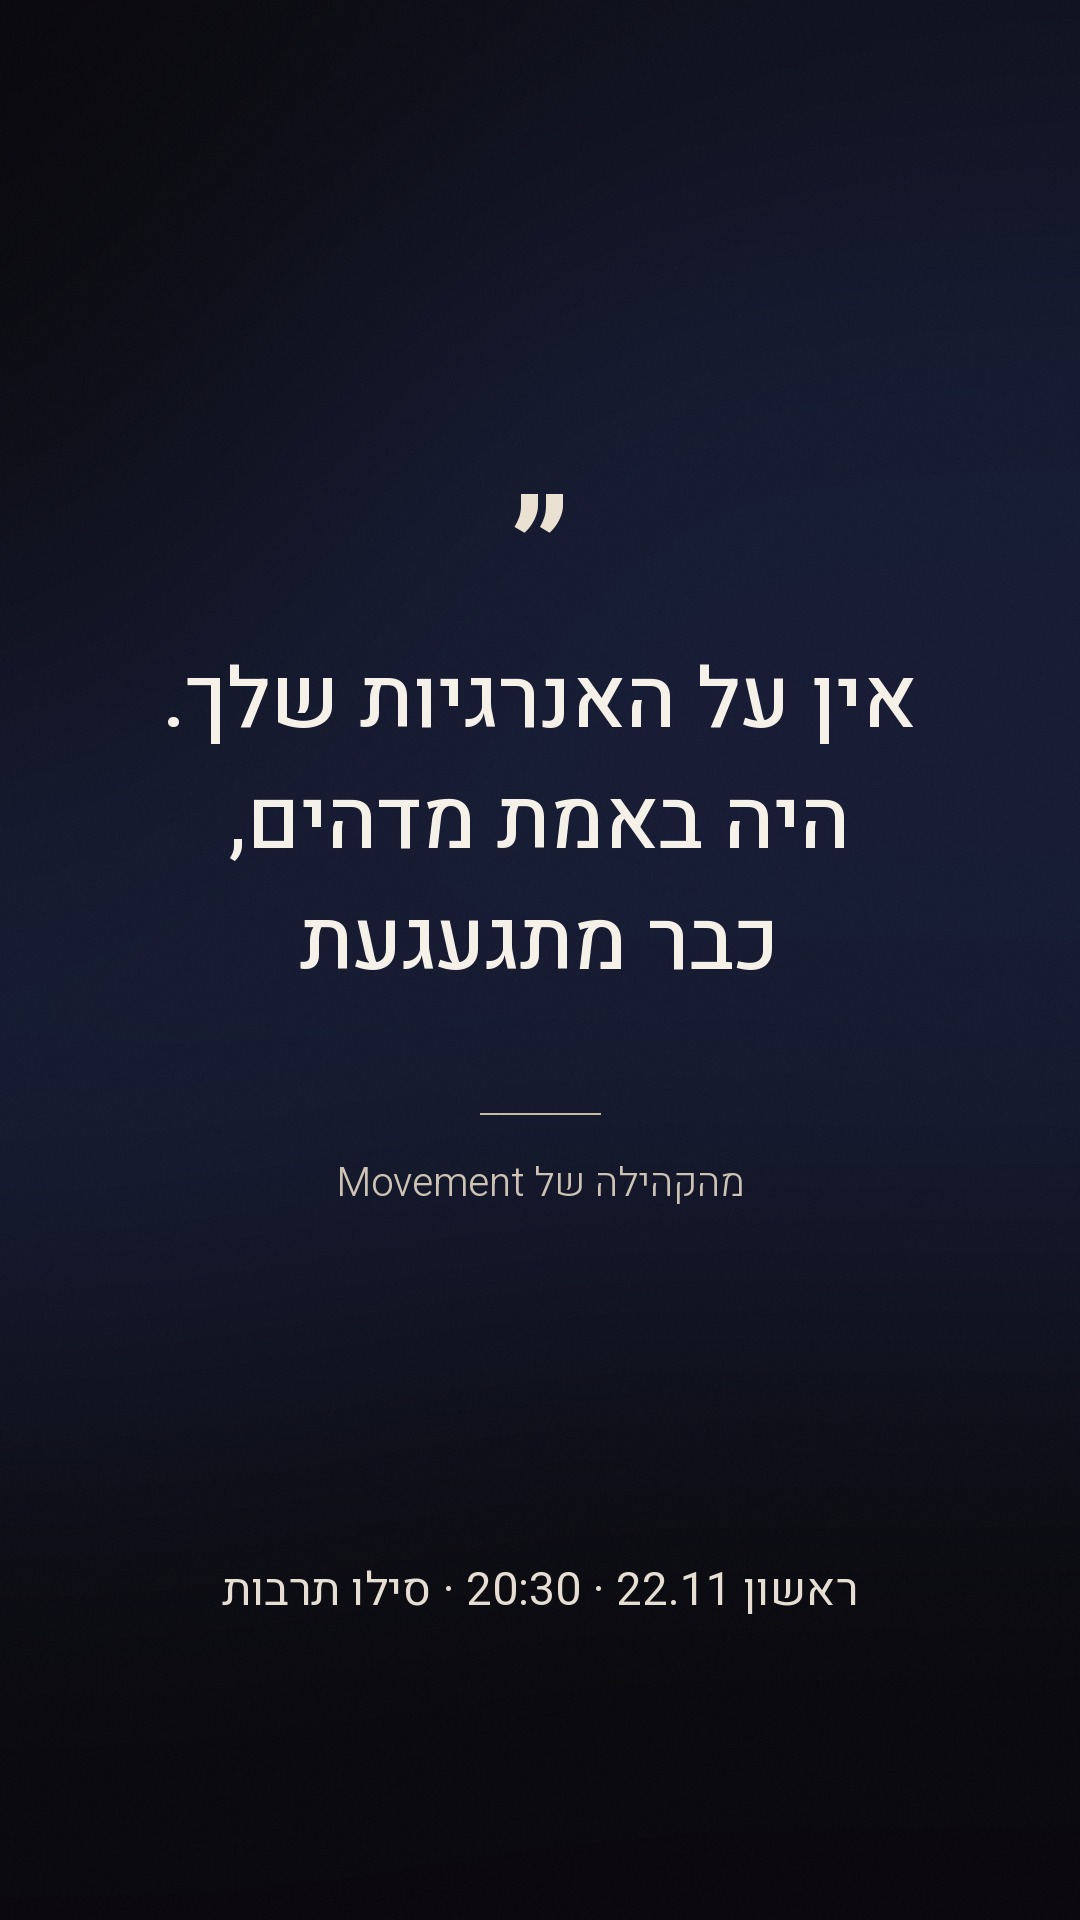 ”
אין על האנרגיות שלך.
היה באמת מדהים,
כבר מתגעגעת
מהקהילה של Movement
ראשון 22.11 · 20:30 · סילו תרבות